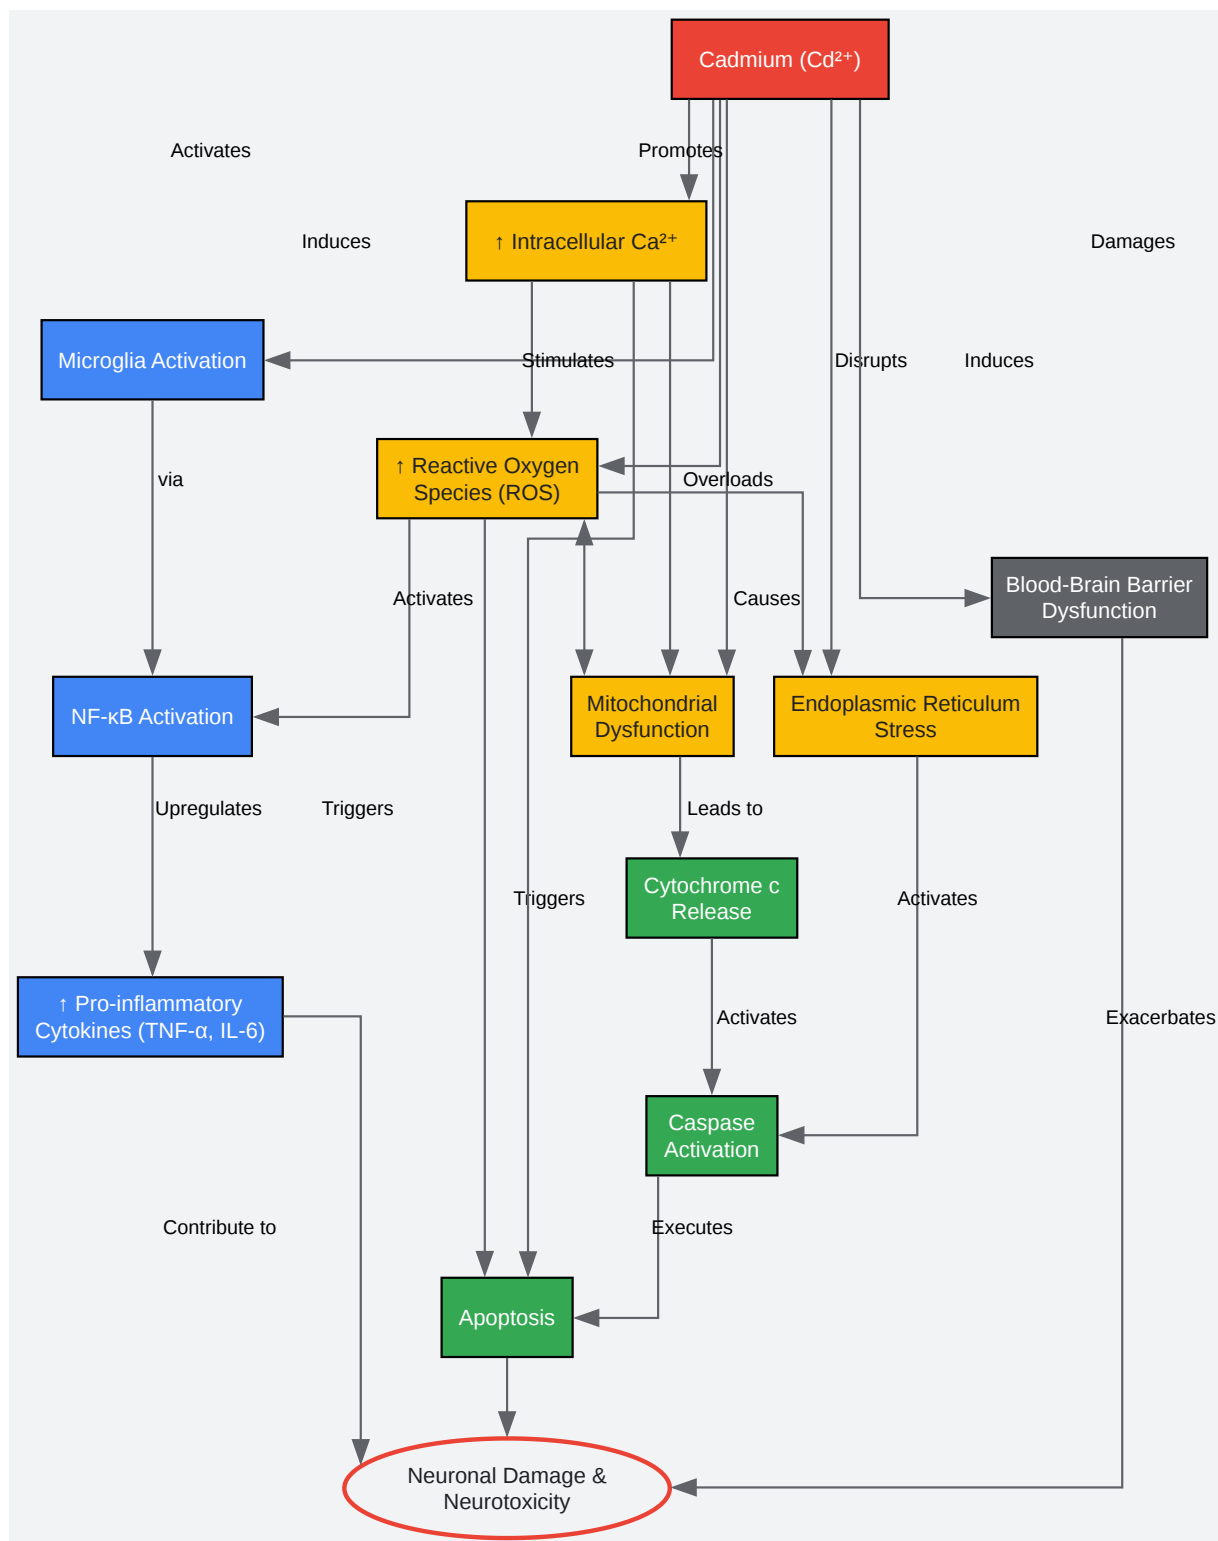 Cadmium (Cd²⁺)
Activates
Promotes
↑ Intracellular Ca²⁺
Induces
Damages
Microglia Activation
Stimulates
Disrupts
Induces
↑ Reactive Oxygen
Species (ROS)
via
Overloads
Activates
Causes
Blood-Brain Barrier
Dysfunction
NF-κB Activation
Mitochondrial
Dysfunction
Endoplasmic Reticulum
Stress
Upregulates
Triggers
Leads to
Cytochrome c
Release
Triggers
Activates
↑ Pro-inflammatory
Cytokines (TNF-α, IL-6)
Activates
Exacerbates
Caspase
Activation
Contribute to
Executes
Apoptosis
Neuronal Damage &
Neurotoxicity